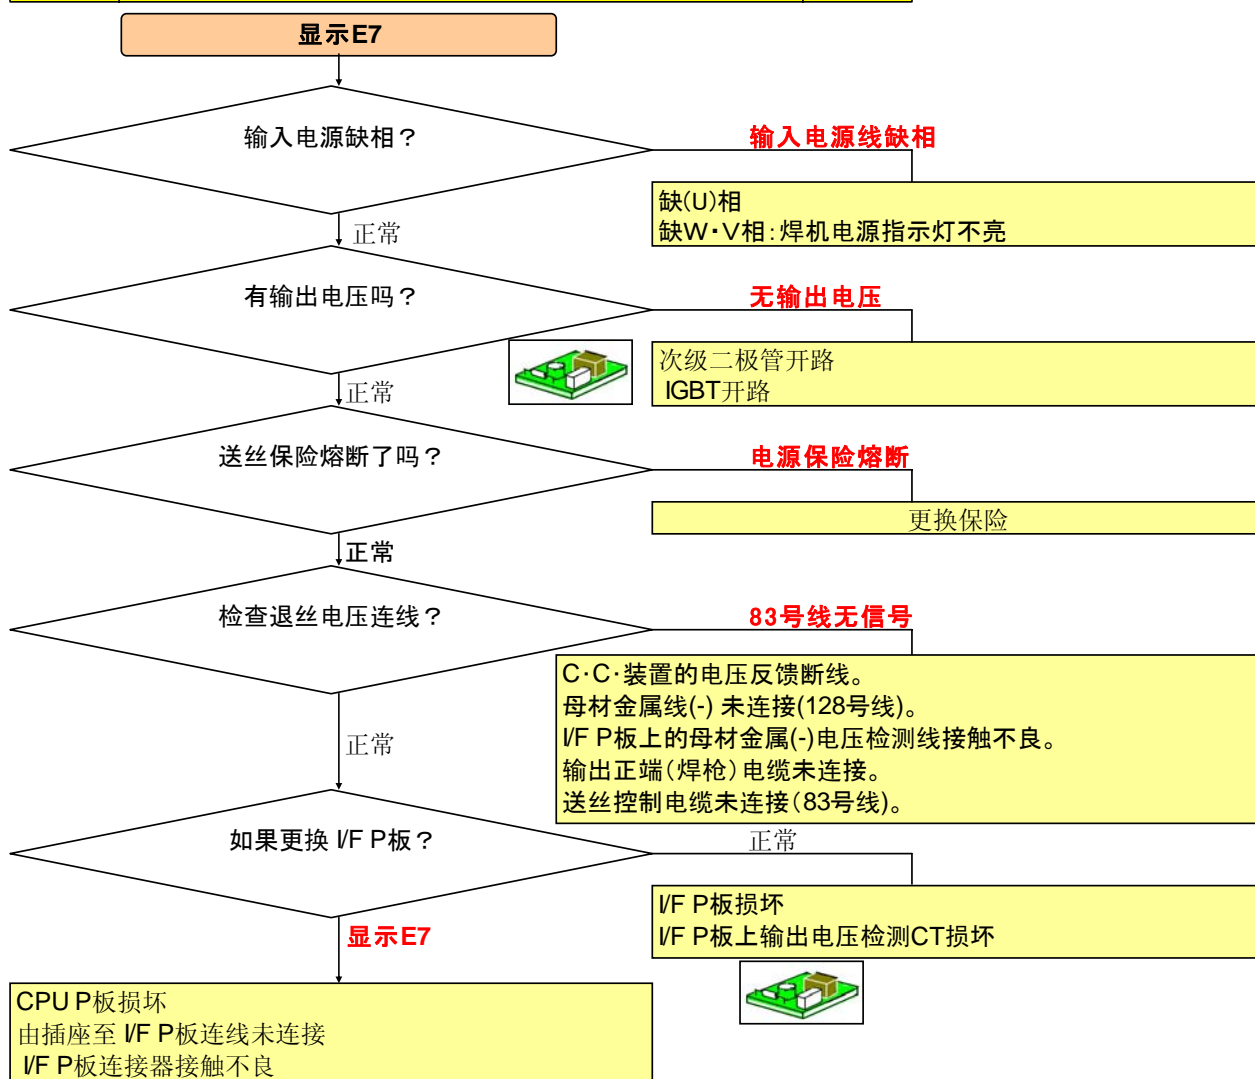 显示E7
输入电源缺相？
输入电源线缺相
缺(U)相
缺W・V相：焊机电源指示灯不亮
正常
有输出电压吗？
无输出电压
次级二极管开路
IGBT开路
正常
送丝保险熔断了吗？
电源保险熔断
更换保险
正常
检查退丝电压连线？
83号线无信号
C·C·装置的电压反馈断线。
母材金属线(-) 未连接(128号线)。
I/F P板上的母材金属(-)电压检测线接触不良。
输出正端（焊枪）电缆未连接。
送丝控制电缆未连接（83号线）。
正常
如果更换 I/F P板？
正常
I/F P板损坏
I/F P板上输出电压检测CT损坏
显示E7
CPU P板损坏
由插座至 I/F P板连线未连接
I/F P板连接器接触不良